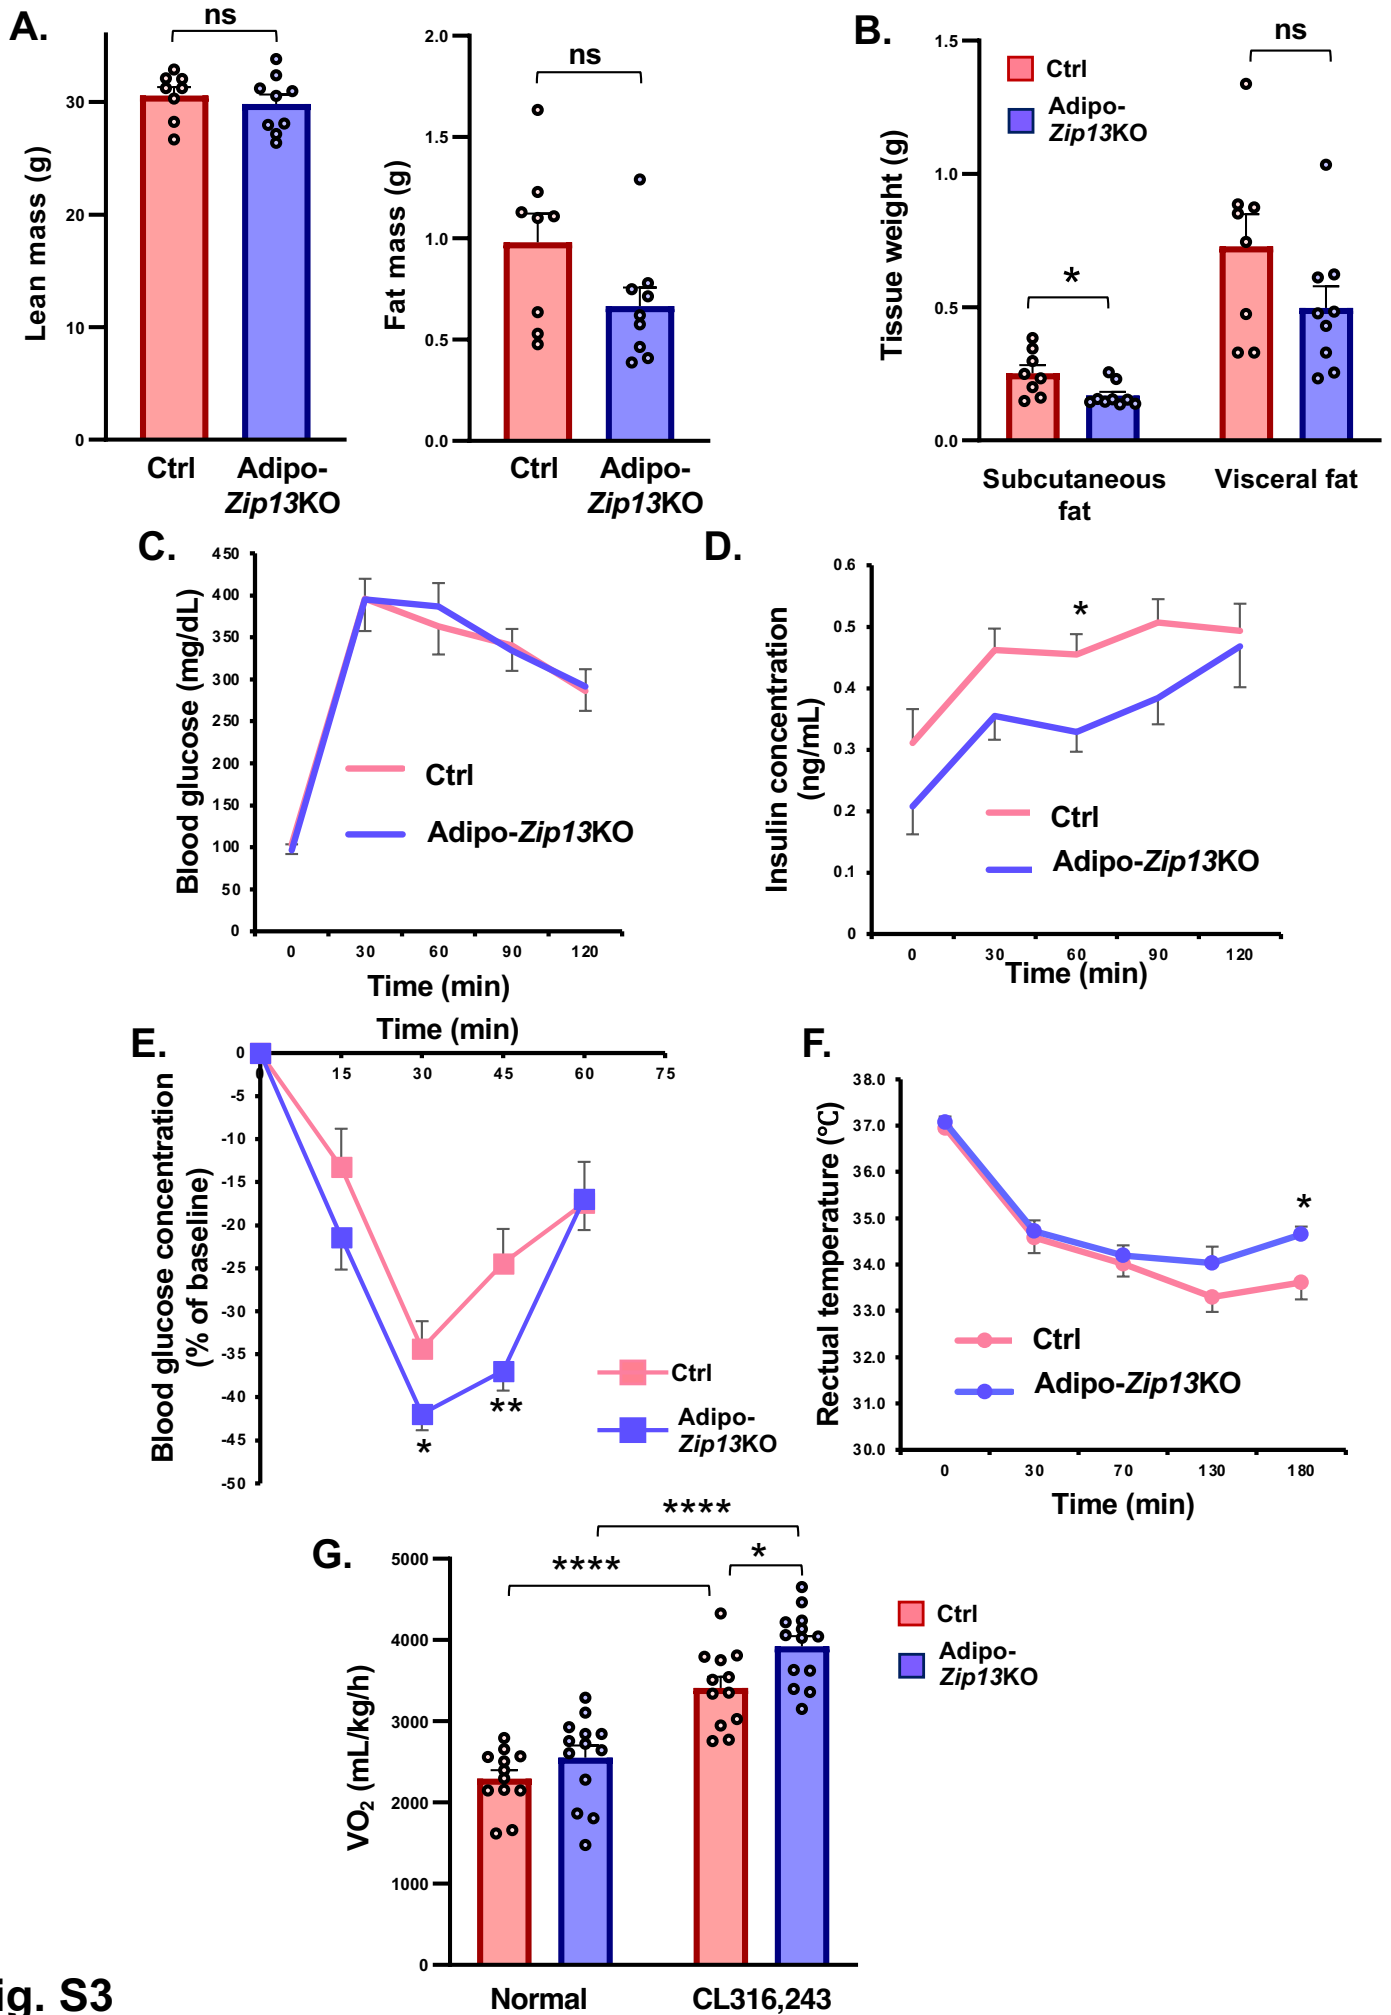 A.
ns
Lean mass (g)
30
20
10
0
Ctrl
Adipo-
Zip13KO
ns
Fat mass (g)
2.0
1.5
1.0
0.5
0.0
Ctrl
Adipo-
Zip13KO
B.
Ctrl
Adipo-
Zip13KO
ns
*
Tissue weight (g)
1.5
1.0
0.5
0.0
Subcutaneous
fat
Visceral fat
C.
Blood glucose (mg/dL)
450
400
350
300
250
200
150
100
50
0
Ctrl
Adipo-Zip13KO
0 30 60 90 120
Time (min)
D.
Insulin concentration
(ng/mL)
0.6
0.5
0.4
0.3
0.2
0.1
0
*
Ctrl
Adipo-Zip13KO
0 30 60 90 120
Time (min)
E.
Time (min)
0 15 30 45 60 75
Blood glucose concentration
(% of baseline)
0
-5
-10
-15
-20
-25
-30
-35
-40
-45
-50
*
**
Ctrl
Adipo-
Zip13KO
F.
Rectual temperature (℃)
38.0
37.0
36.0
35.0
34.0
33.0
32.0
31.0
30.0
*
Ctrl
Adipo-Zip13KO
0 30 70 130 180
Time (min)
G.
****
****
*
VO2 (mL/kg/h)
5000
4000
3000
2000
1000
0
Normal
CL316,243
Ctrl
Adipo-
Zip13KO
ig. S3